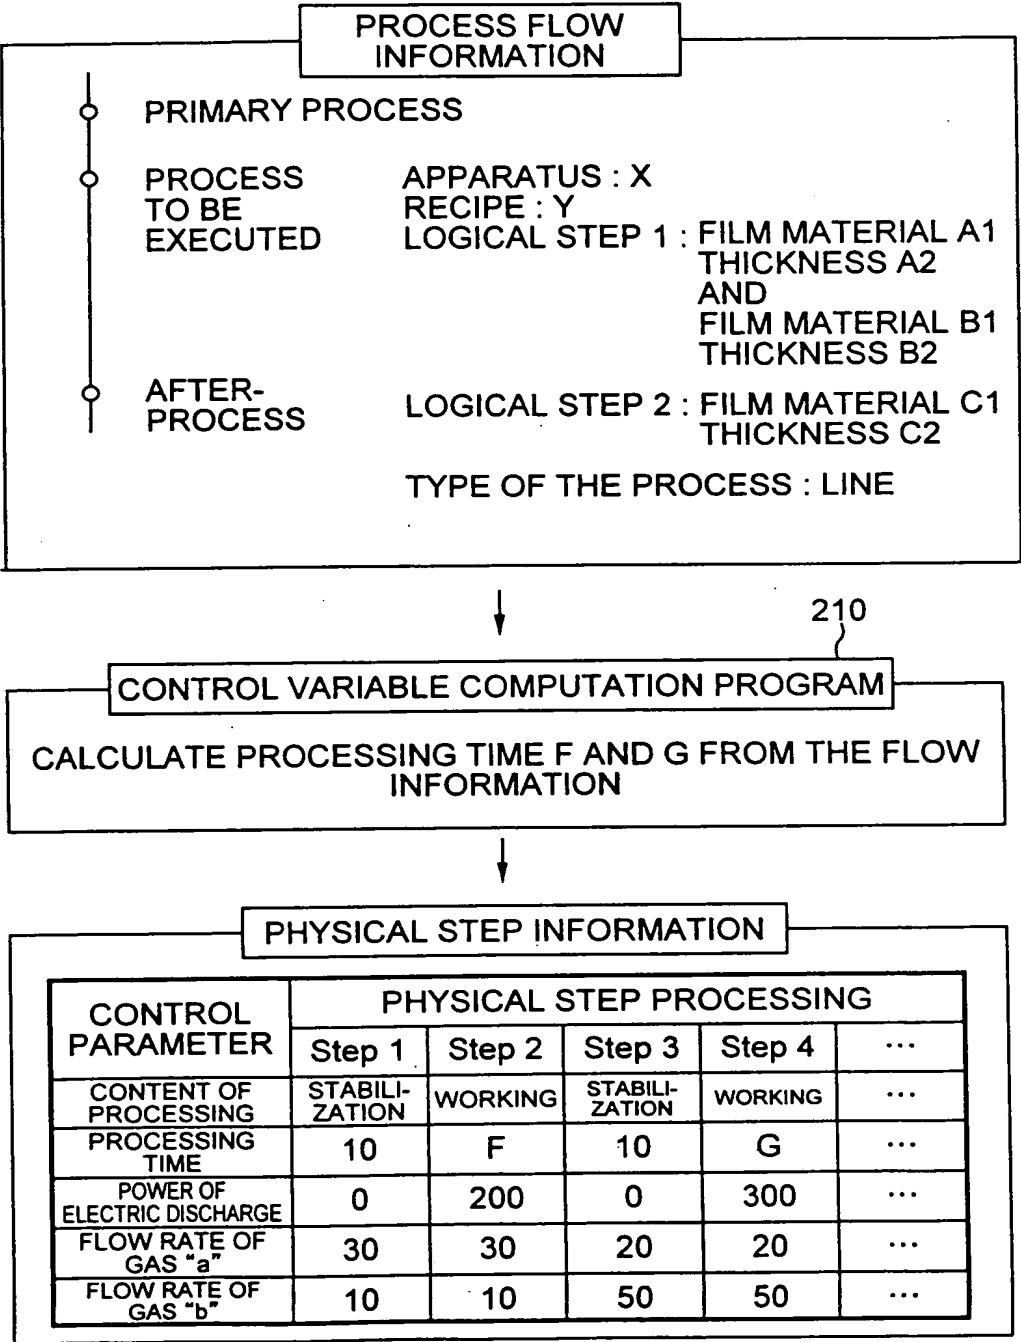 PROCESS FLOW
INFORMATION
PRIMARY PROCESS
PROCESS
TO BE
EXECUTED
APPARATUS : X
RECIPE : Y
LOGICAL STEP 1 : FILM MATERIAL A1
THICKNESS A2
AND
FILM MATERIAL B1
THICKNESS B2
AFTER-
PROCESS
LOGICAL STEP 2 : FILM MATERIAL C1
THICKNESS C2
TYPE OF THE PROCESS : LINE
210
CONTROL VARIABLE COMPUTATION PROGRAM
CALCULATE PROCESSING TIME F AND G FROM THE FLOW
INFORMATION
PHYSICAL STEP INFORMATION
CONTROL
PARAMETER
PHYSICAL STEP PROCESSING
Step 1 Step 2 Step 3 Step 4 ...
CONTENT OF
PROCESSING
STABILI-
ZATION
WORKING
STABILI-
ZATION
WORKING
...
PROCESSING
TIME
10 F 10 G ...
POWER OF
ELECTRIC DISCHARGE
0 200 0 300 ...
FLOW RATE OF
GAS "a"
30 30 20 20 ...
FLOW RATE OF
GAS "b"
10 10 50 50 ...